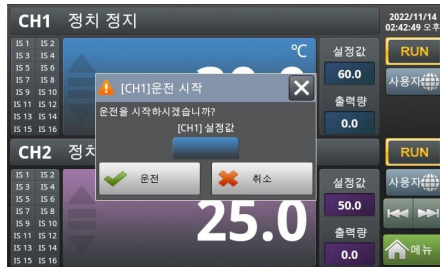 CH1 정치 정지
2022/11/14
02:42:49 오후
IS 1 IS 2
IS 3 IS 4
IS 5 IS 6
IS 7 IS 8
IS 9 IS 10
IS 11 IS 12
IS 13 IS 14
IS 15 IS 16
℃
설정값
60.0
출력량
0.0
RUN
사용자
[CH1]운전 시작
운전을 시작하시겠습니까?
[CH1] 설정값
운전
취소
CH2 정치
RUN
IS 1 IS 2
IS 3 IS 4
IS 5 IS 6
IS 7 IS 8
IS 9 IS 10
IS 11 IS 12
IS 13 IS 14
IS 15 IS 16
25.0
설정값
50.0
출력량
0.0
사용자
메뉴